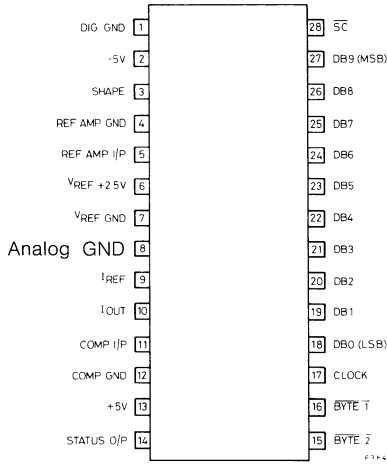 DIG GND 1
-5V 2
SHAPE 3
REF AMP GND 4
REF AMP I/P 5
VREF +2.5V 6
VREF GND 7
Analog GND 8
IREF 9
IOUT 10
COMP I/P 11
COMP GND 12
+5V 13
STATUS O/P 14
28 SC
27 DB9 (MSB)
26 DB8
25 DB7
24 DB6
23 DB5
22 DB4
21 DB3
20 DB2
19 DB1
18 DB0 (LSB)
17 CLOCK
16 BYTE 1
15 BYTE 2